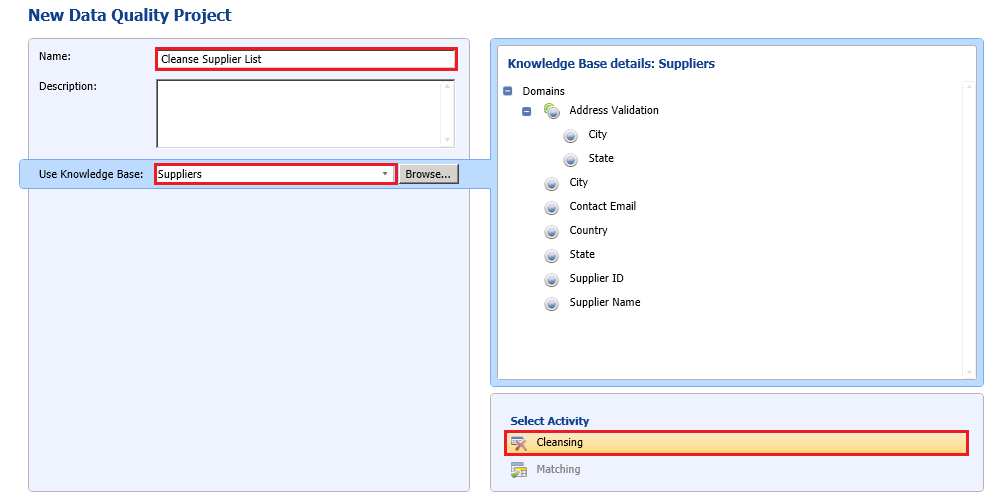 New Data Quality Project
Name:
Cleanse Supplier List
Description:
Use Knowledge Base:
Suppliers
Browse...
Knowledge Base details: Suppliers
Domains
Address Validation
City
State
City
Contact Email
Country
State
Supplier ID
Supplier Name
Select Activity
Cleansing
Matching